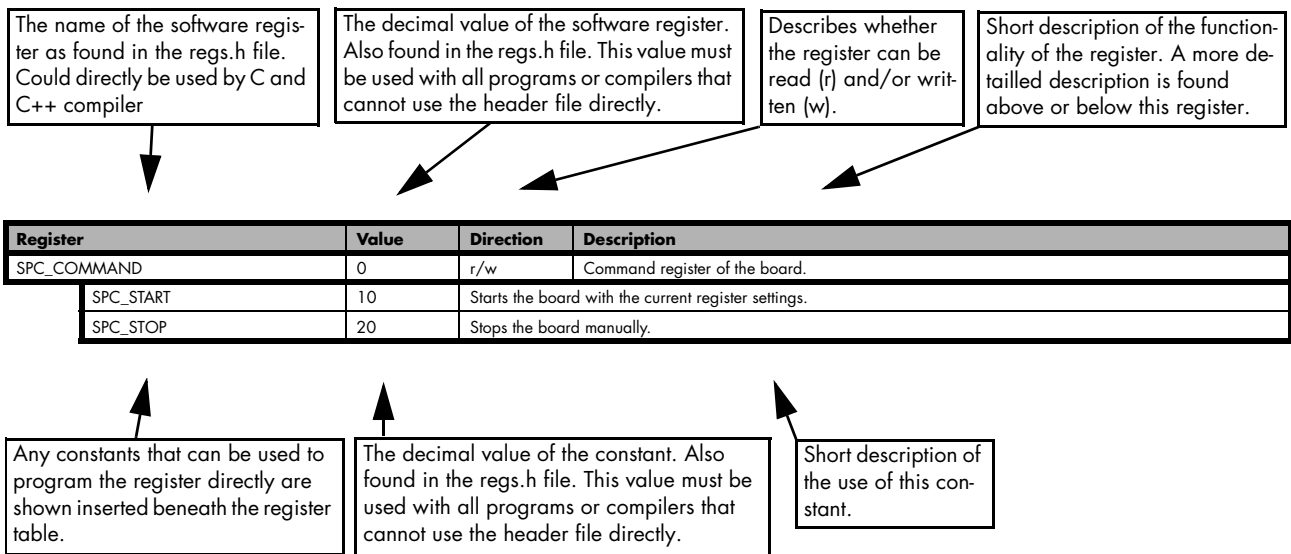 The name of the software regis-
ter as found in the regs.h file.
Could directly be used by C and
C++ compiler
The decimal value of the software register.
Also found in the regs.h file. This value must
be used with all programs or compilers that
cannot use the header file directly.
Describes whether
the register can be
read (r) and/or writ-
ten (w).
Short description of the function-
ality of the register. A more de-
tailled description is found
above or below this register.
Register Value Direction Description
SPC_COMMAND 0 r/w Command register of the board.
SPC_START 10 Starts the board with the current register settings.
SPC_STOP 20 Stops the board manually.
Any constants that can be used to
program the register directly are
shown inserted beneath the register
table.
The decimal value of the constant. Also
found in the regs.h file. This value must be
used with all programs or compilers that
cannot use the header file directly.
Short description of
the use of this con-
stant.